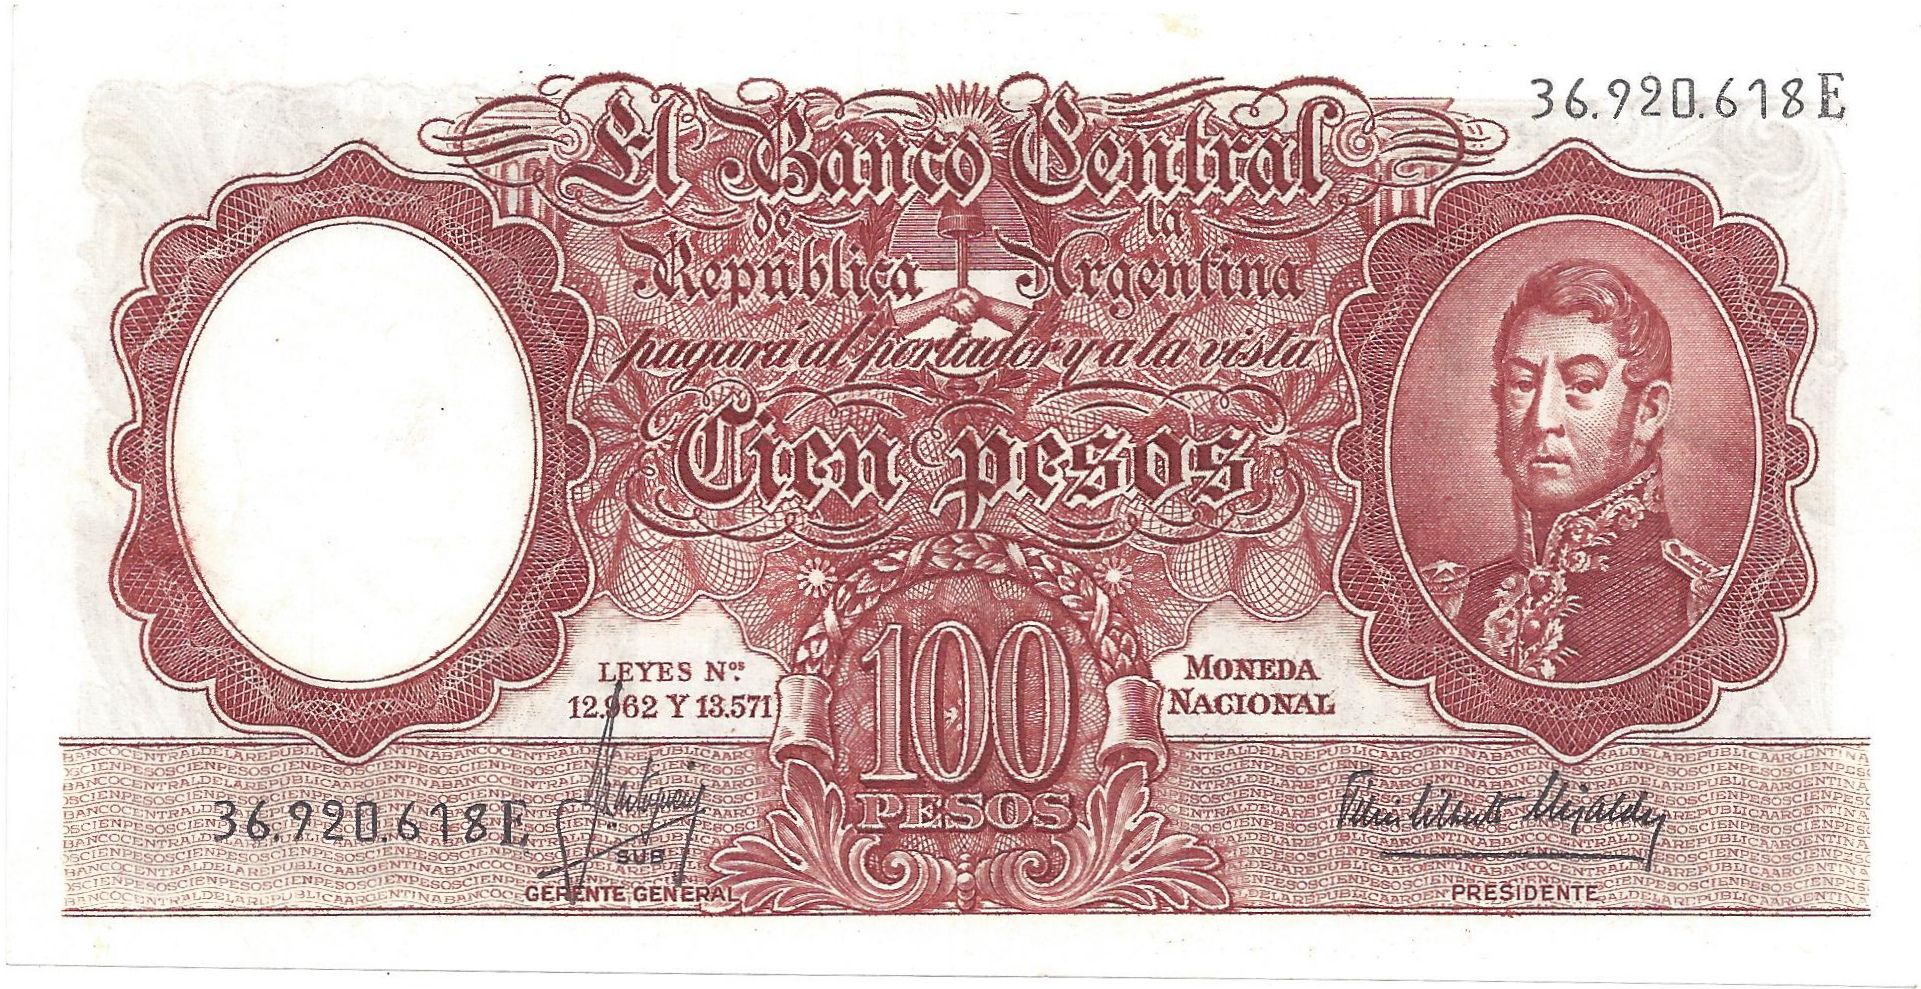 36.920.618E
El Banco Central
de la
República Argentina
pagará al portador y a la vista
Cien pesos
LEYES N.os
12.962 Y 13.571
MONEDA
NACIONAL
100
PESOS
36.920.618E
SUB
GERENTE GENERAL
PRESIDENTE